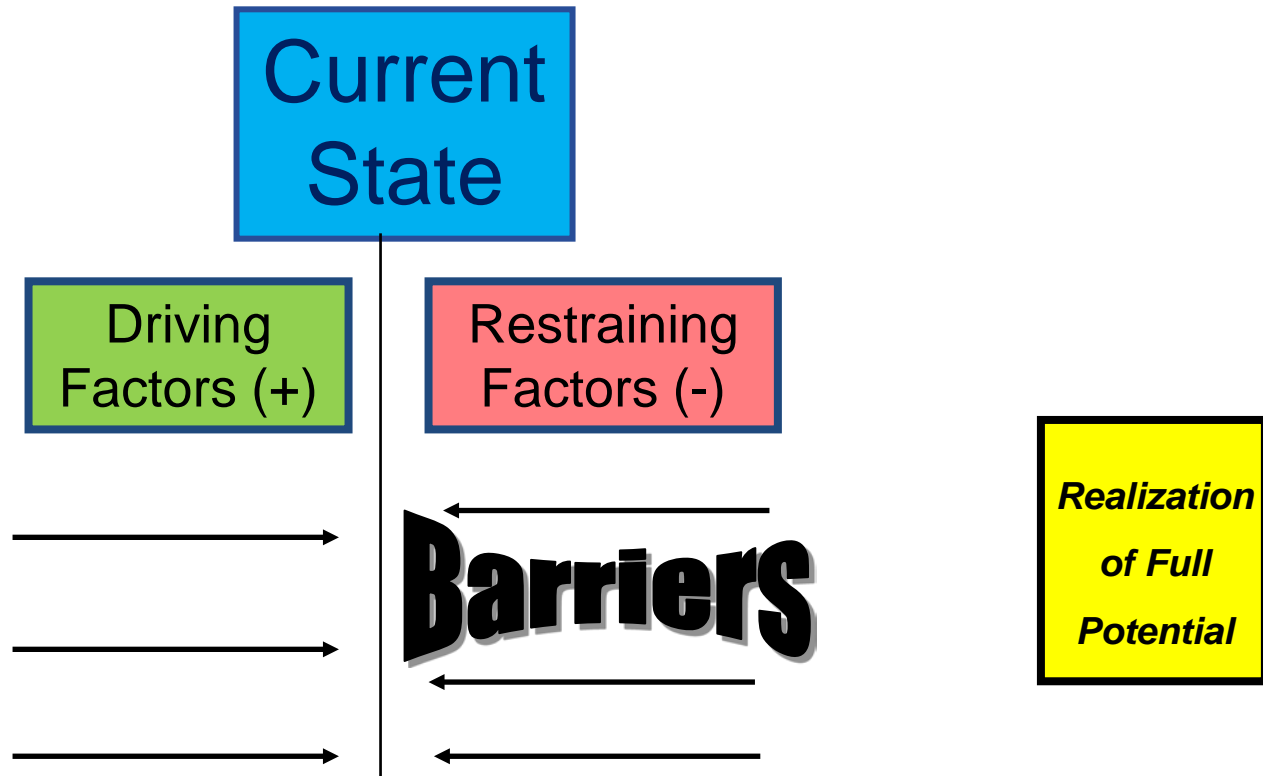 Current
State
Driving
Factors (+)
Restraining
Factors (-)
Barriers
Realization
of Full
Potential